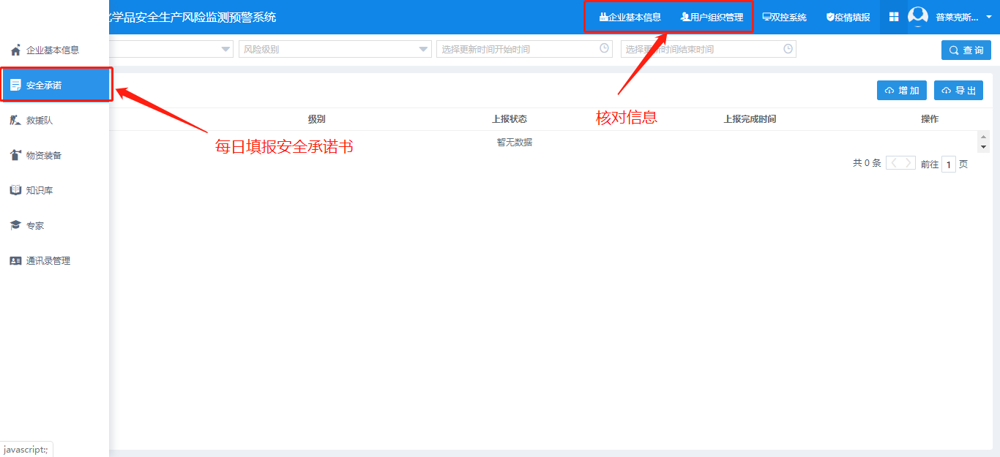 化学品安全生产风险监测预警系统
企业基本信息
用户组织管理
双控系统
疫情填报
普莱克斯...
企业基本信息
安全承诺
救援队
物资装备
知识库
专家
通讯录管理
风险级别
选择更新时间开始时间
选择更新时间结束时间
查 询
增 加
导 出
级别
上报状态
上报完成时间
操作
暂无数据
共 0 条
前往 1 页
核对信息
每日填报安全承诺书
javascript:;